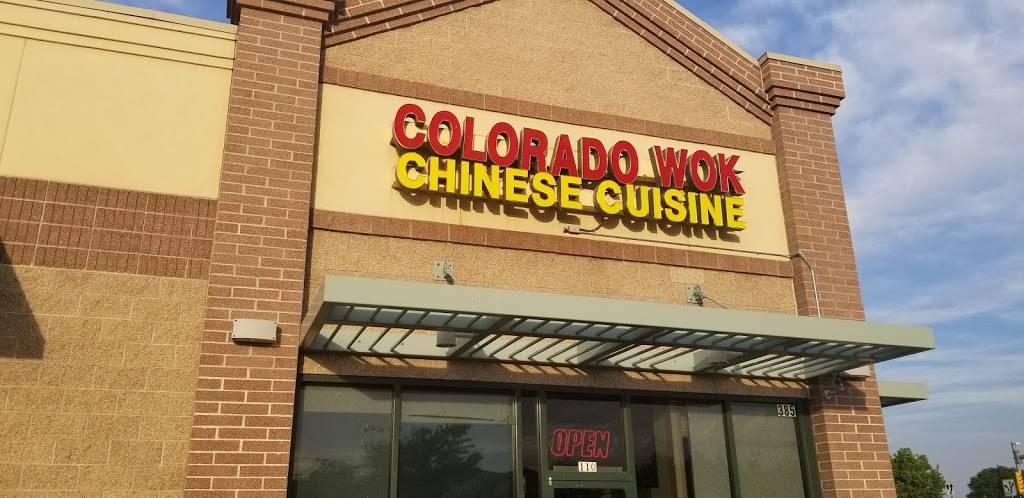 COLORADO WOK
CHINESE CUISINE
385
OPEN
110